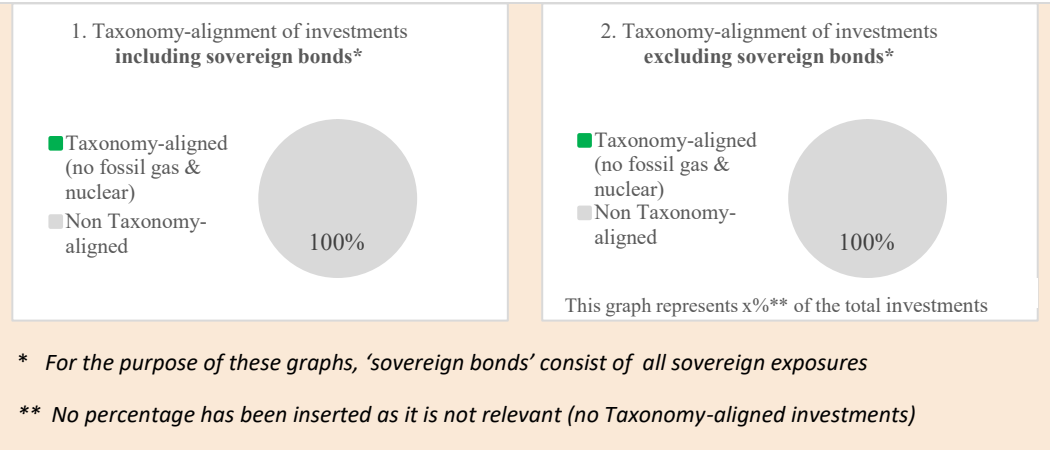 1. Taxonomy-alignment of investments
including sovereign bonds*
Taxonomy-aligned
(no fossil gas &
nuclear)
Non Taxonomy-
aligned
100%
2. Taxonomy-alignment of investments
excluding sovereign bonds*
Taxonomy-aligned
(no fossil gas &
nuclear)
Non Taxonomy-
aligned
100%
This graph represents x%** of the total investments
* For the purpose of these graphs, ‘sovereign bonds’ consist of all sovereign exposures
** No percentage has been inserted as it is not relevant (no Taxonomy-aligned investments)